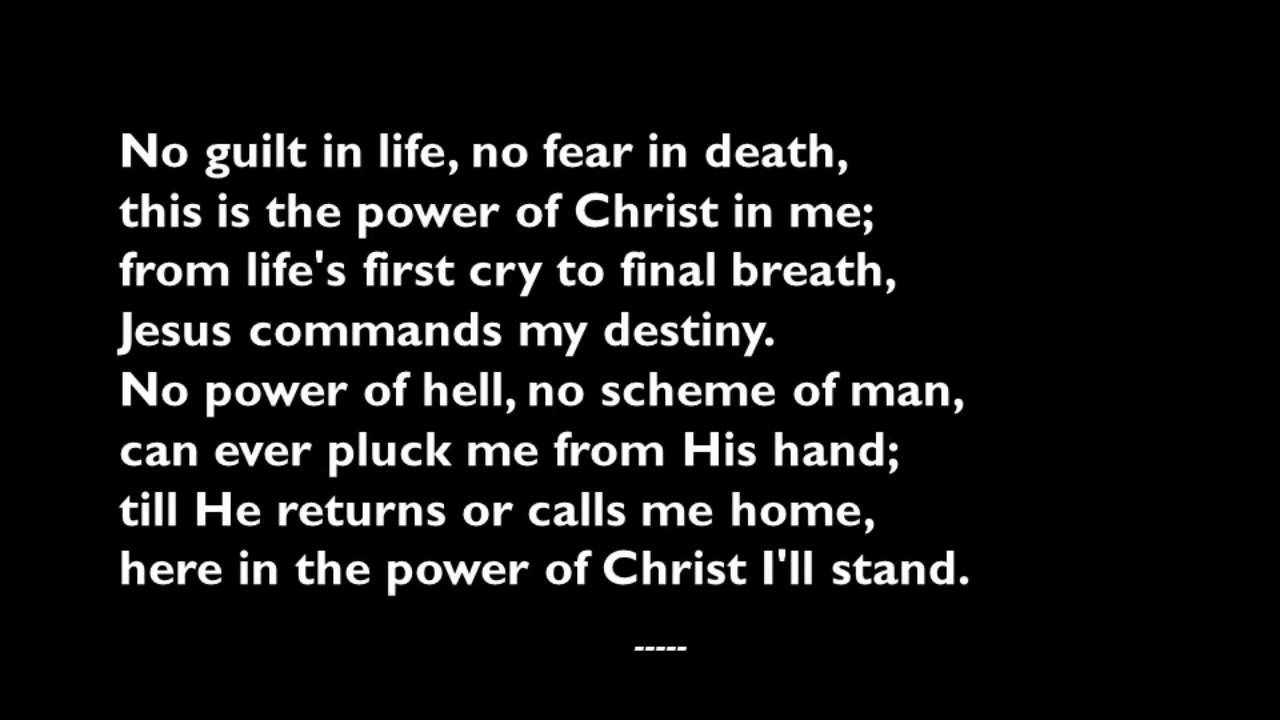 No guilt in life, no fear in death,
this is the power of Christ in me;
from life's first cry to final breath,
Jesus commands my destiny.
No power of hell, no scheme of man,
can ever pluck me from His hand;
till He returns or calls me home,
here in the power of Christ I'll stand.
-----